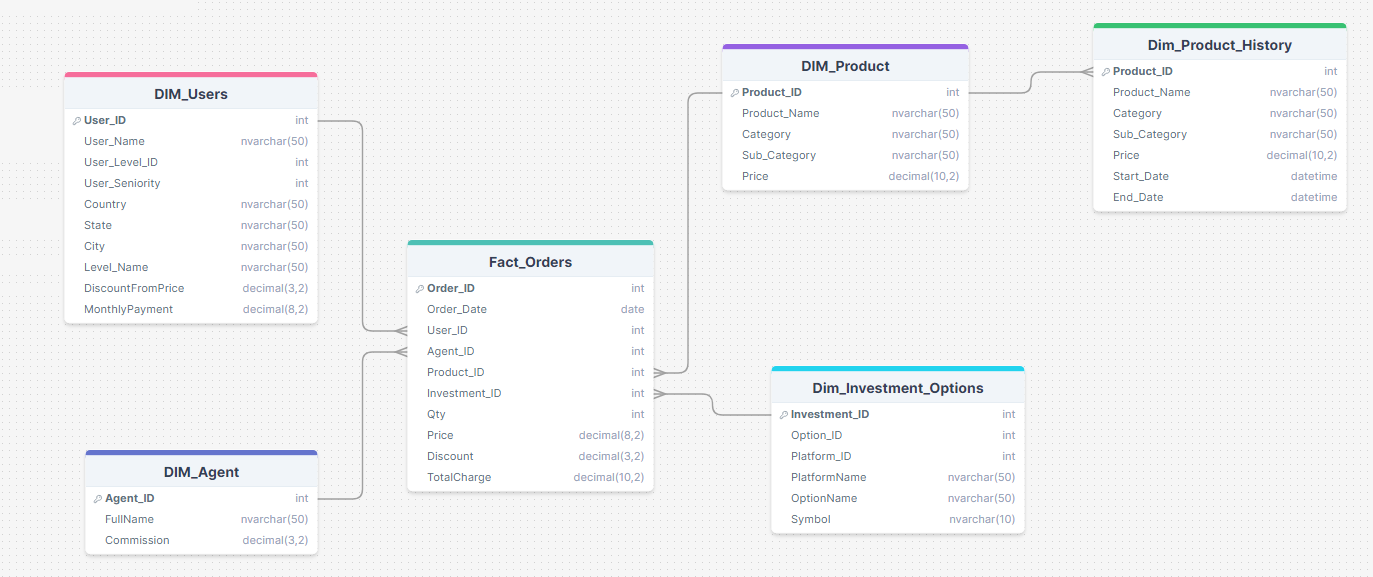 DIM_Users
User_ID int
User_Name nvarchar(50)
User_Level_ID int
User_Seniority int
Country nvarchar(50)
State nvarchar(50)
City nvarchar(50)
Level_Name nvarchar(50)
DiscountFromPrice decimal(3,2)
MonthlyPayment decimal(8,2)
DIM_Agent
Agent_ID int
FullName nvarchar(50)
Commission decimal(3,2)
Fact_Orders
Order_ID int
Order_Date date
User_ID int
Agent_ID int
Product_ID int
Investment_ID int
Qty int
Price decimal(8,2)
Discount decimal(3,2)
TotalCharge decimal(10,2)
DIM_Product
Product_ID int
Product_Name nvarchar(50)
Category nvarchar(50)
Sub_Category nvarchar(50)
Price decimal(10,2)
Dim_Product_History
Product_ID int
Product_Name nvarchar(50)
Category nvarchar(50)
Sub_Category nvarchar(50)
Price decimal(10,2)
Start_Date datetime
End_Date datetime
Dim_Investment_Options
Investment_ID int
Option_ID int
Platform_ID int
PlatformName nvarchar(50)
OptionName nvarchar(50)
Symbol nvarchar(10)